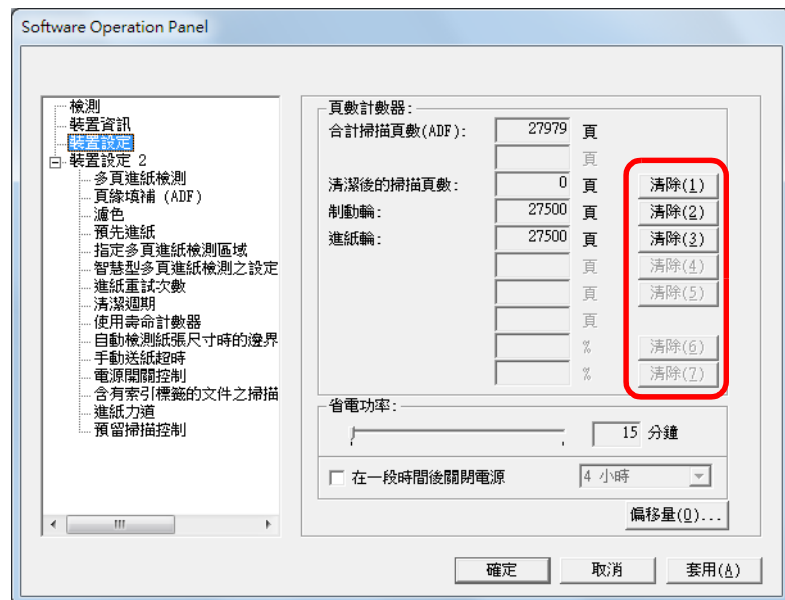 Software Operation Panel
檢測
裝置資訊
裝置設定
裝置設定 2
多頁進紙檢測
頁緣填補 (ADF)
濾色
預先進紙
指定多頁進紙檢測區域
智慧型多頁進紙檢測之設定
進紙重試次數
清潔週期
使用壽命計數器
自動檢測紙張尺寸時的邊界
手動送紙超時
電源開關控制
含有索引標籤的文件之掃描
進紙力道
預留掃描控制
頁數計數器:
合計掃描頁數(ADF): 27979 頁
頁
清潔後的掃描頁數: 0 頁 清除(1)
制動輪: 27500 頁 清除(2)
進紙輪: 27500 頁 清除(3)
頁 清除(4)
頁 清除(5)
頁
% 清除(6)
% 清除(7)
省電功率:
15 分鐘
在一段時間後關閉電源 4 小時
偏移量(O)...
確定 取消 套用(A)